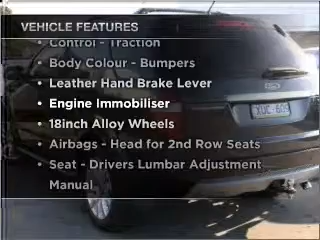 VEHICLE FEATURES
• Control - Traction
• Body Colour - Bumpers
• Leather Hand Brake Lever
• Engine Immobiliser
• 18inch Alloy Wheels
• Airbags - Head for 2nd Row Seats
• Seat - Drivers Lumbar Adjustment
Manual